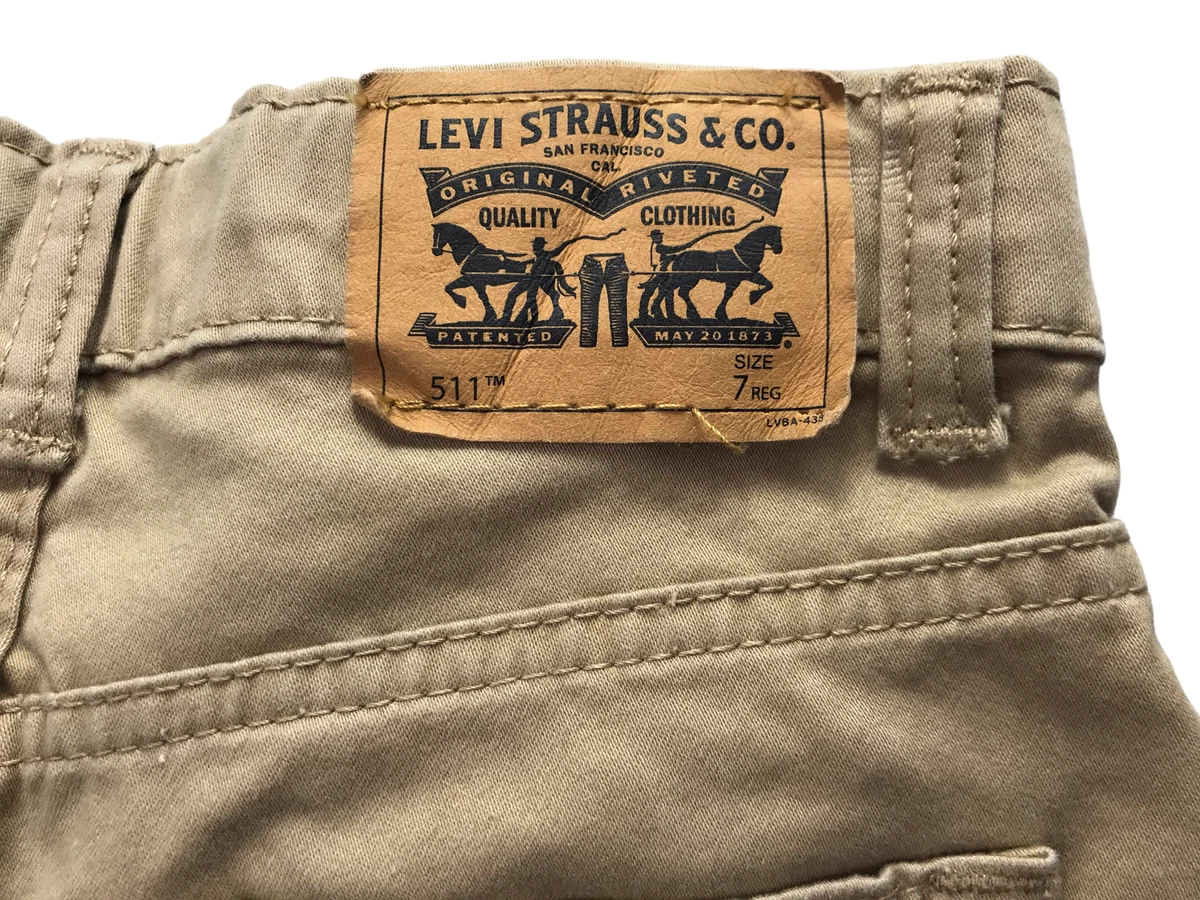 LEVI STRAUSS & CO.
SAN FRANCISCO
CAL.
ORIGINAL RIVETED
QUALITY CLOTHING
PATENTED MAY 20 1873 ®
SIZE
511™ 7 REG